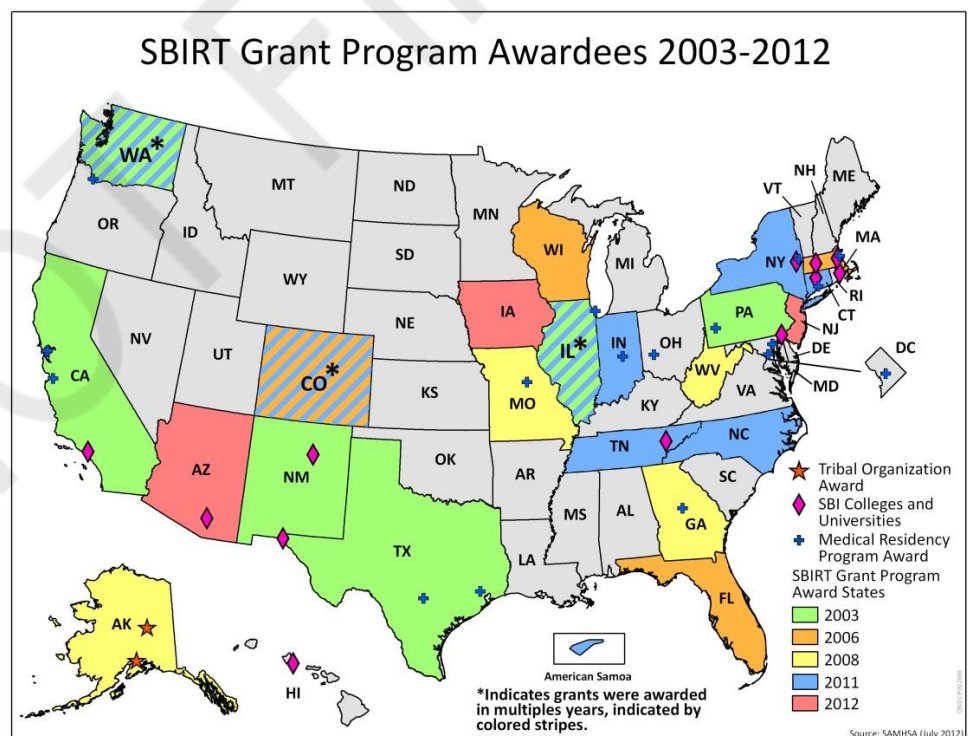 SBIRT Grant Program Awardees 2003-2012
WA*
MT
ND
MN
OR
ID
SD
WI
MI
WY
NE
IA
NV
UT
CO*
KS
CA
AZ
NM
OK
TX
MO
AR
LA
IL*
IN
OH
KY
WV
VA
TN
NC
SC
MS
AL
GA
FL
PA
NY
VT
NH
ME
MA
RI
CT
NJ
DE
MD
DC
AK
HI
American Samoa
*Indicates grants were awarded
in multiples years, indicated by
colored stripes.
Tribal Organization
Award
SBI Colleges and
Universities
Medical Residency
Program Award
SBIRT Grant Program
Award States
2003
2006
2008
2011
2012
Source: SAMHSA (July 2012)